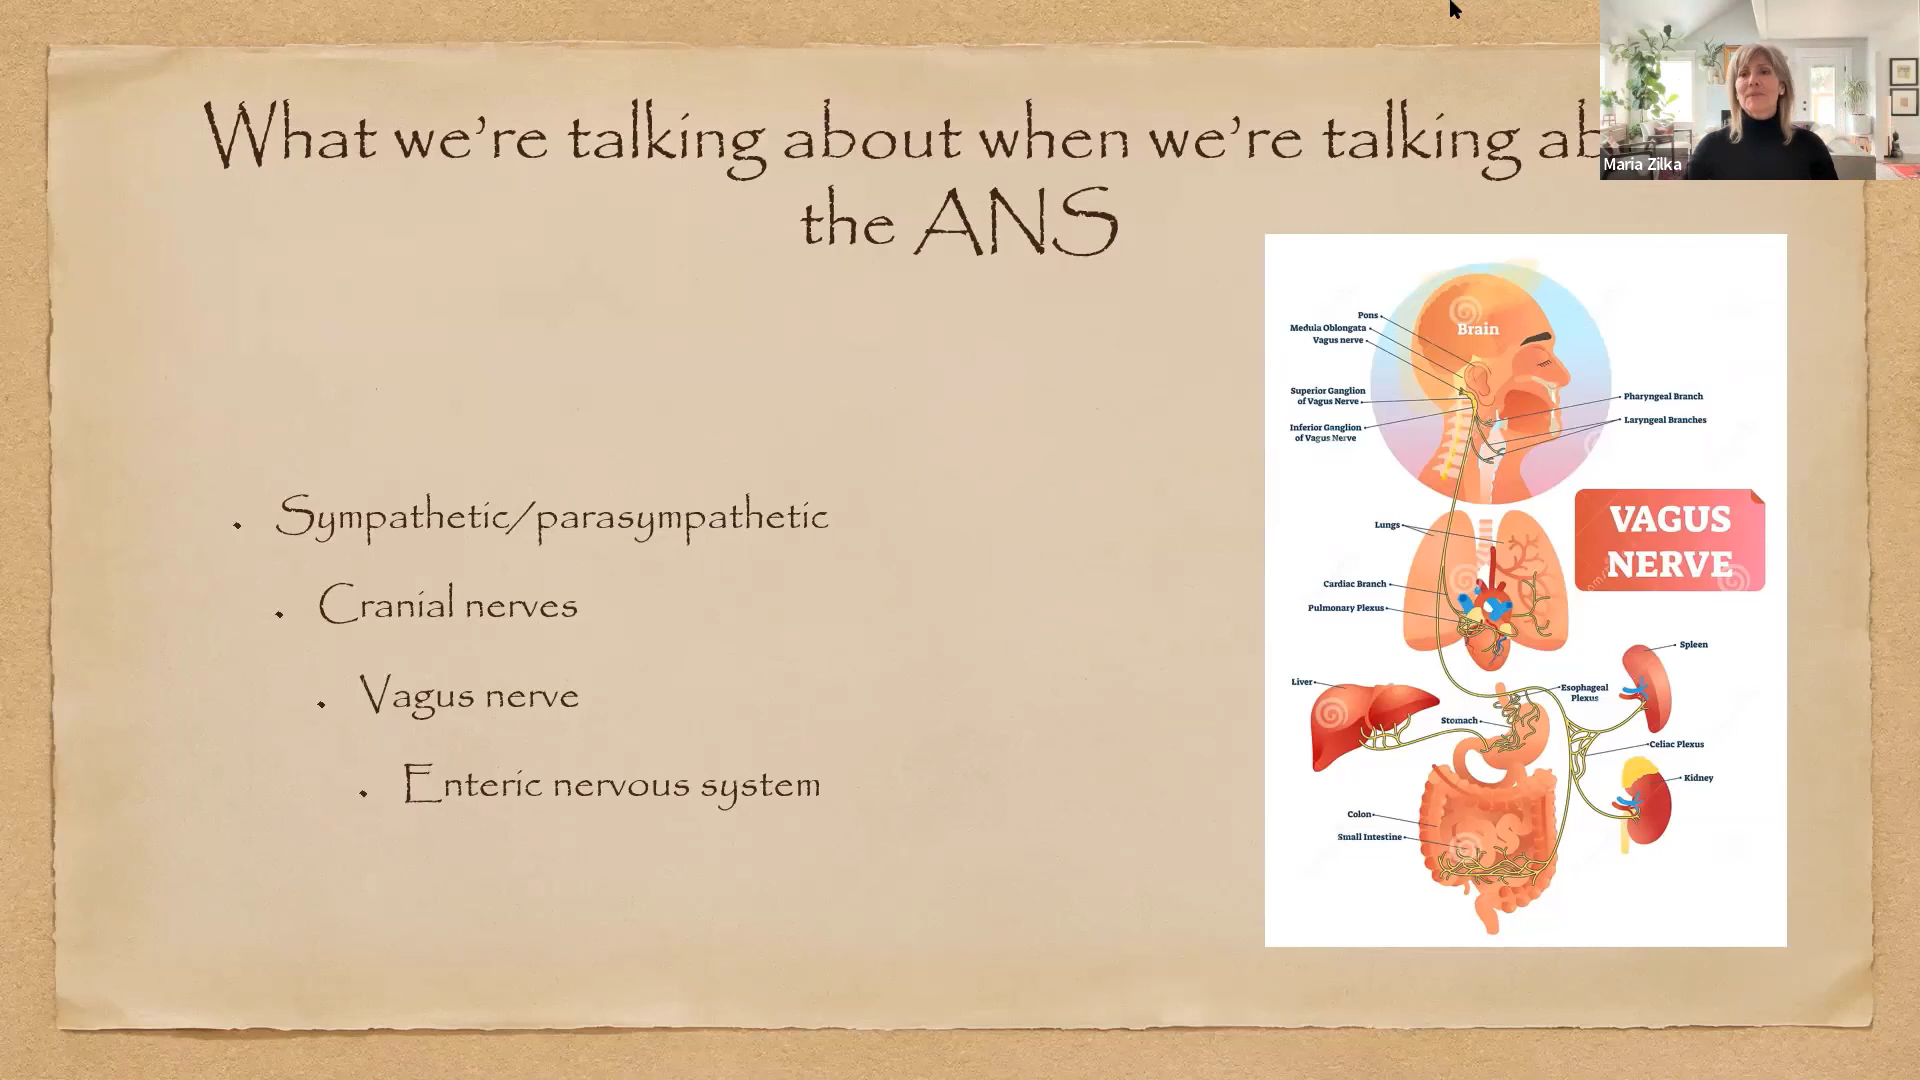 What we're talking about when we're talking ab
the ANS
Maria Zilka
. Sympathetic/parasympathetic
. Cranial nerves
. Vagus nerve
. Enteric nervous system
Brain
Pons
Medula Oblongata
Vagus nerve
Superior Ganglion
of Vagus Nerve
Inferior Ganglion
of Vagus Nerve
Pharyngeal Branch
Laryngeal Branches
VAGUS
NERVE
Lungs
Cardiac Branch
Pulmonary Plexus
Spleen
Liver
Esophageal
Plexus
Stomach
Celiac Plexus
Kidney
Colon
Small Intestine